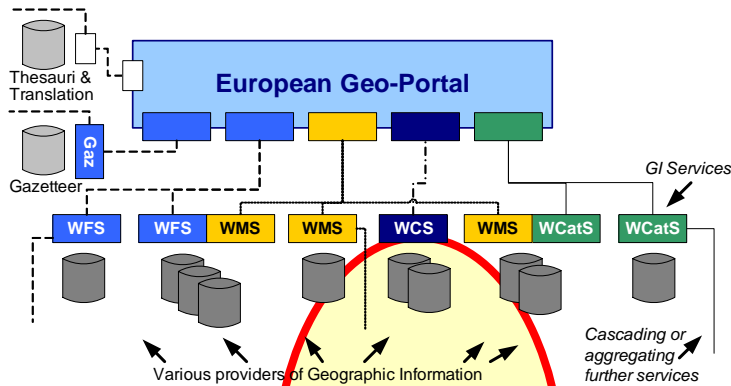 Thesauri &
Translation
European Geo-Portal
Gaz
Gazetteer
GI Services
WFS
WFS
WMS
WMS
WCS
WMS
WCatS
WCatS
Cascading or
aggregating
further services
Various providers of Geographic Information